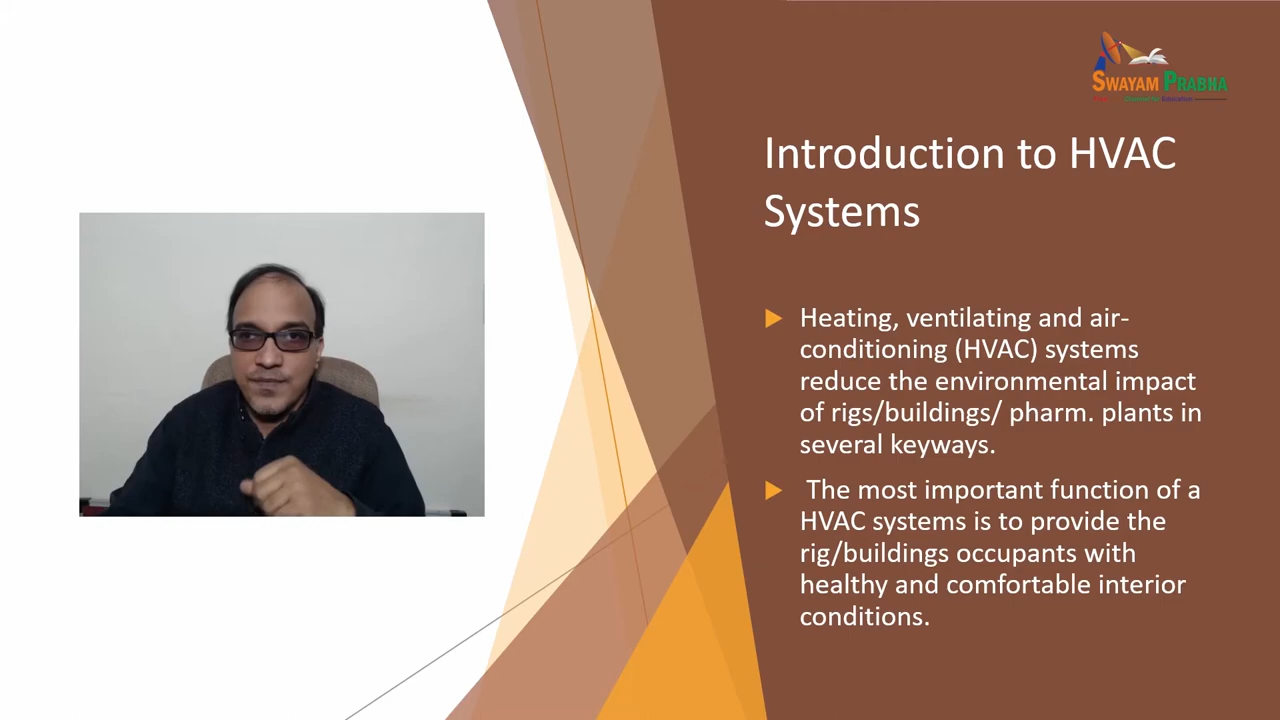 SWAYAM PRABHA
Introduction to HVAC
Systems
Heating, ventilating and air-
conditioning (HVAC) systems
reduce the environmental impact
of rigs/buildings/ pharm. plants in
several keyways.
The most important function of a
HVAC systems is to provide the
rig/buildings occupants with
healthy and comfortable interior
conditions.